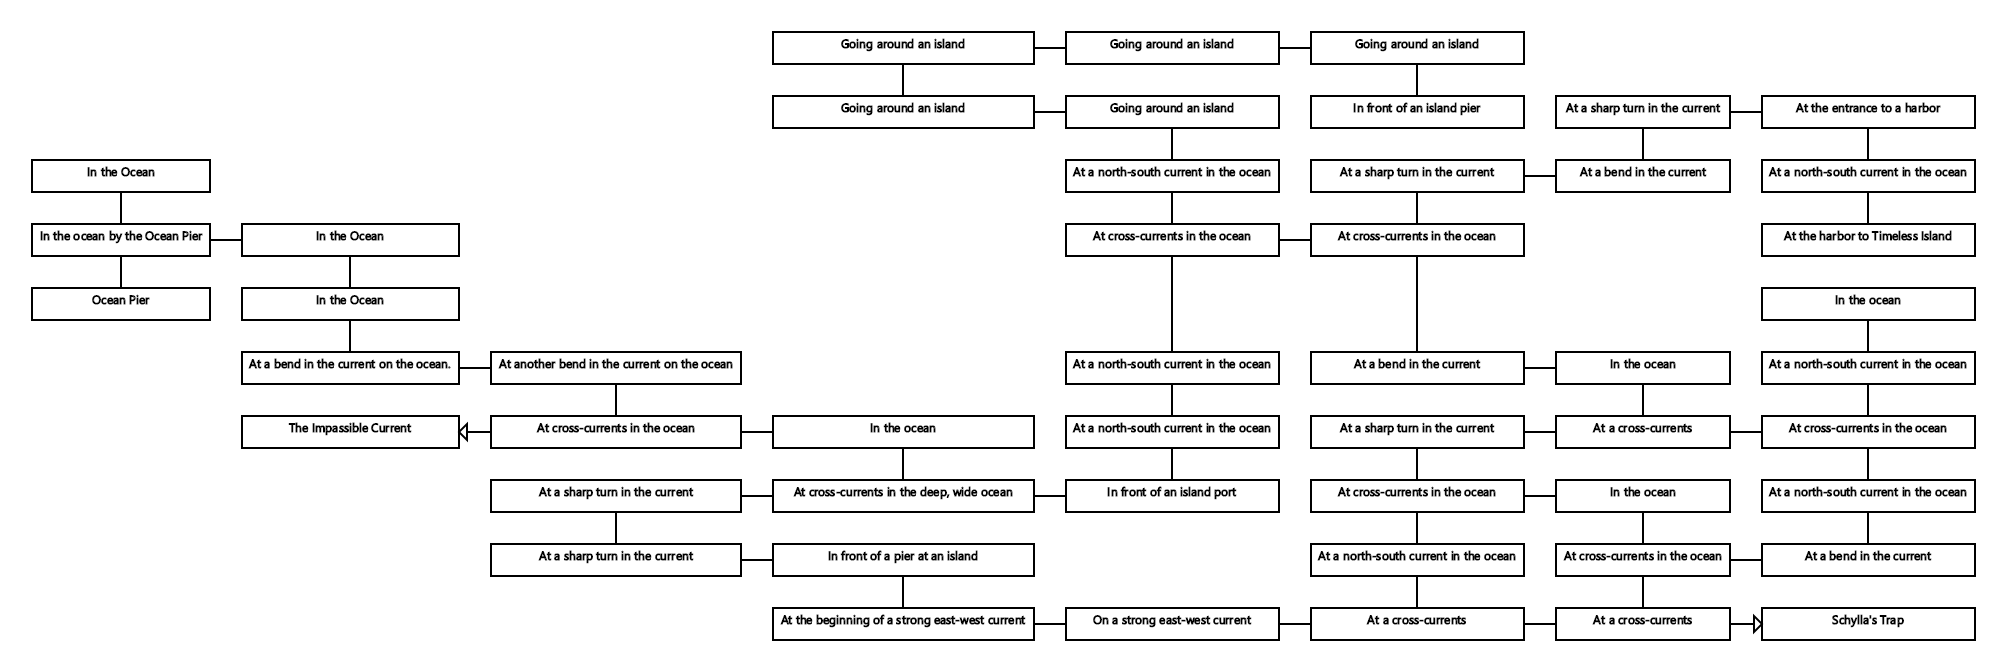 Going around an island
Going around an island
Going around an island
Going around an island
Going around an island
In front of an island pier
At a sharp turn in the current
At the entrance to a harbor
In the Ocean
At a north-south current in the ocean
At a sharp turn in the current
At a bend in the current
At a north-south current in the ocean
In the ocean by the Ocean Pier
In the Ocean
At cross-currents in the ocean
At cross-currents in the ocean
At the harbor to Timeless Island
Ocean Pier
In the Ocean
In the ocean
At a bend in the current on the ocean.
At another bend in the current on the ocean
At a north-south current in the ocean
At a bend in the current
In the ocean
At a north-south current in the ocean
The Impassible Current
At cross-currents in the ocean
In the ocean
At a north-south current in the ocean
At a sharp turn in the current
At a cross-currents
At cross-currents in the ocean
At a sharp turn in the current
At cross-currents in the deep, wide ocean
In front of an island port
At cross-currents in the ocean
In the ocean
At a north-south current in the ocean
At a sharp turn in the current
In front of a pier at an island
At a north-south current in the ocean
At cross-currents in the ocean
At a bend in the current
At the beginning of a strong east-west current
On a strong east-west current
At a cross-currents
At a cross-currents
Schylla's Trap